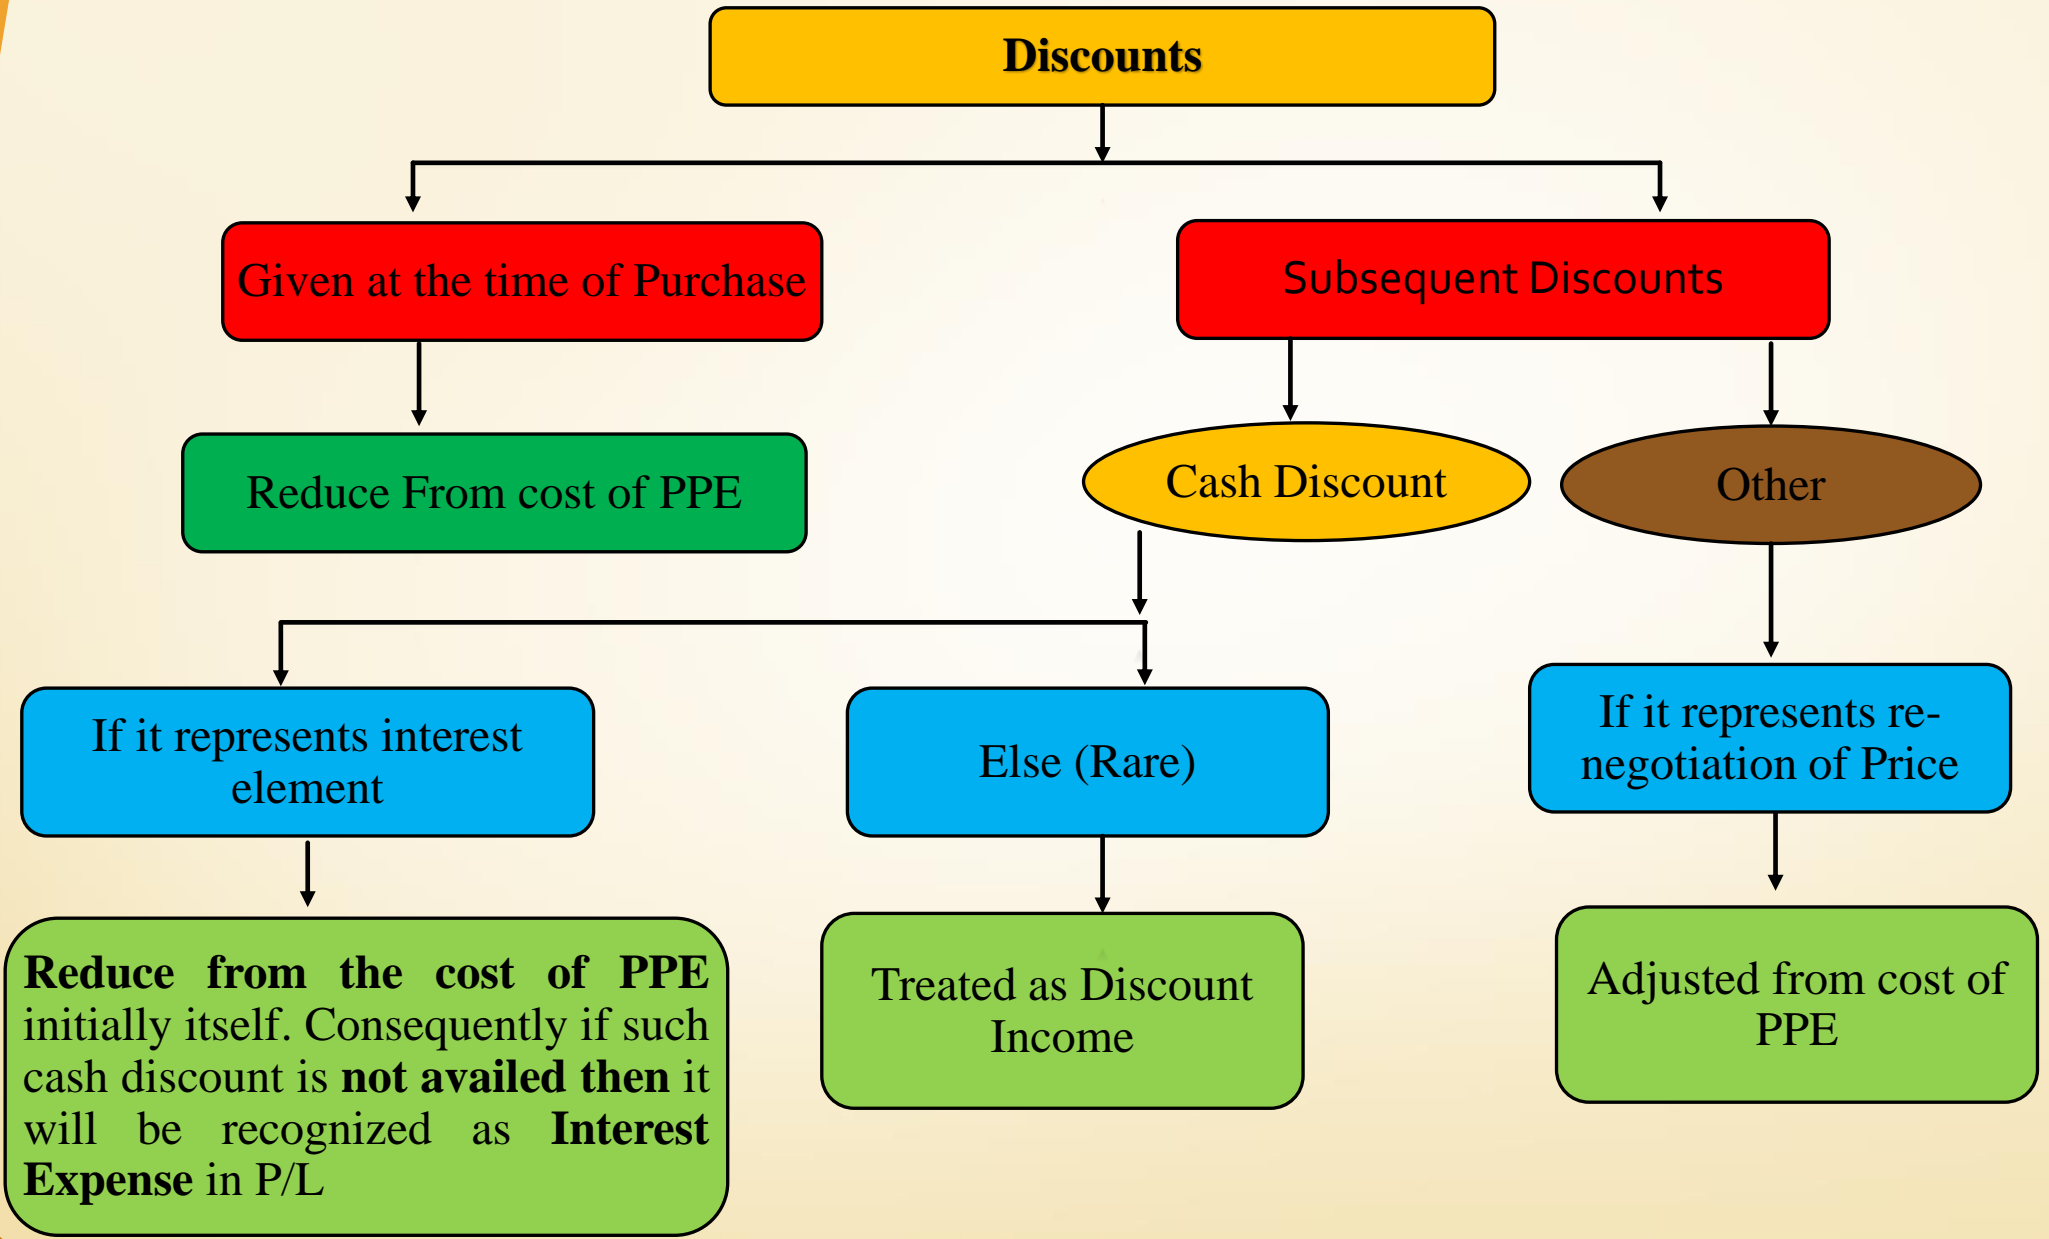 Discounts
Given at the time of Purchase
Subsequent Discounts
Reduce From cost of PPE
Cash Discount
Other
If it represents interest
element
Else (Rare)
If it represents re-
negotiation of Price
Reduce from the cost of PPE
initially itself. Consequently if such
cash discount is not availed then it
will be recognized as Interest
Expense in P/L
Treated as Discount
Income
Adjusted from cost of
PPE